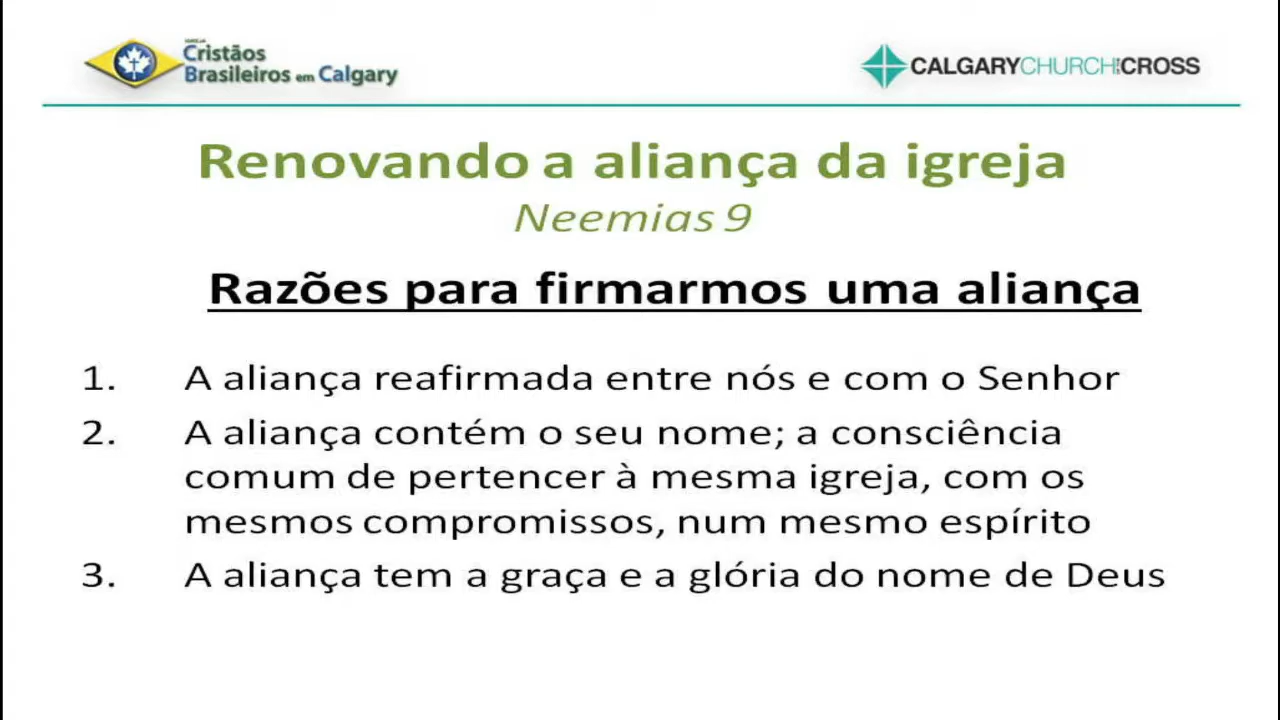 IGREJA
Cristãos
Brasileiros em Calgary
CALGARYCHURCHOFTHECROSS
Renovando a aliança da igreja
Neemias 9
Razões para firmarmos uma aliança
1. A aliança reafirmada entre nós e com o Senhor
2. A aliança contém o seu nome; a consciência
comum de pertencer à mesma igreja, com os
mesmos compromissos, num mesmo espírito
3. A aliança tem a graça e a glória do nome de Deus